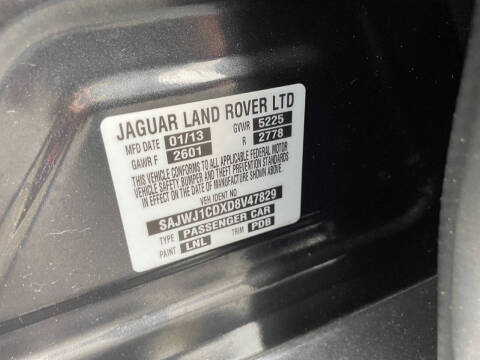 JAGUAR LAND ROVER LTD
MFD DATE 01/13 GVWR 5225
GAWR F 2601 R 2778
THIS VEHICLE CONFORMS TO ALL APPLICABLE FEDERAL MOTOR
VEHICLE SAFETY, BUMPER AND THEFT PREVENTION STANDARDS
IN EFFECT ON THE DATE OF MANUFACTURE SHOWN ABOVE.
VEH IDENT NO
SAJWJ1CDXD8V47829
TYPE PASSENGER CAR
PAINT LNL TRIM PDB